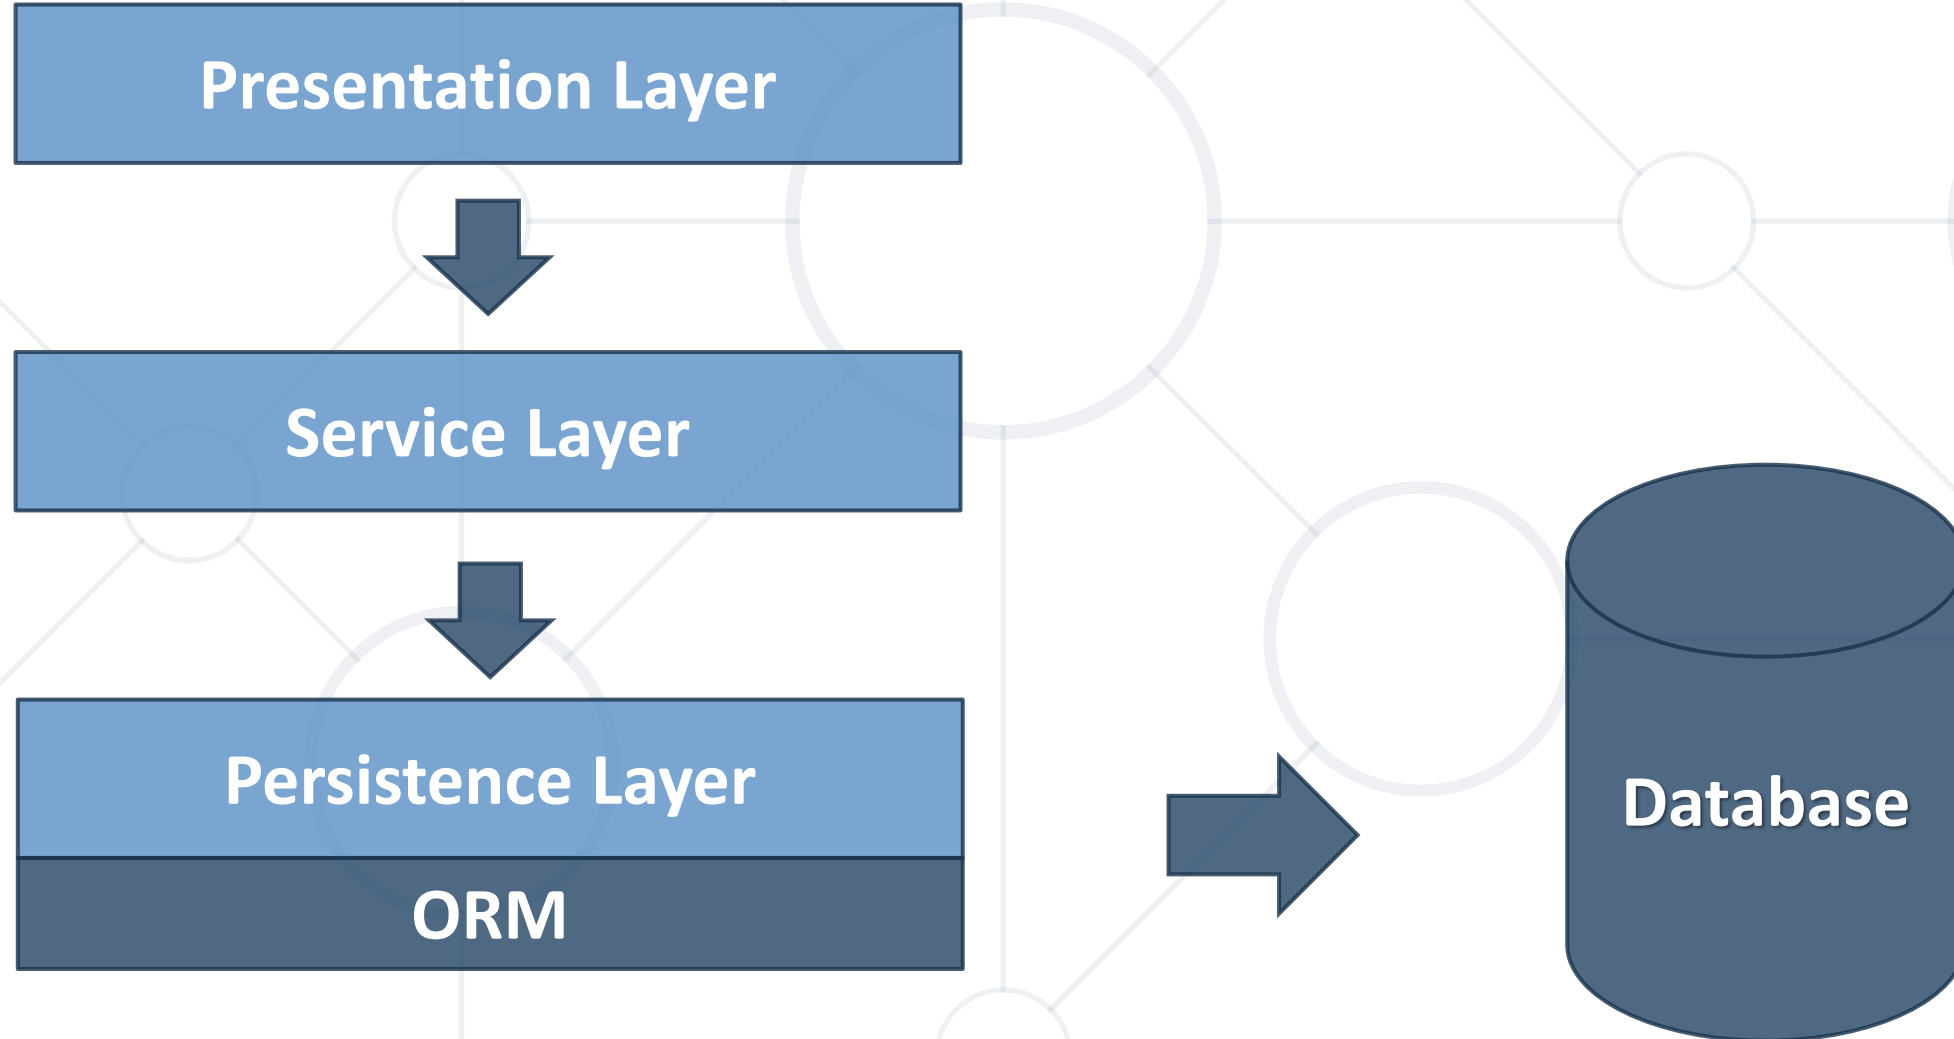 Presentation Layer
Service Layer
Persistence Layer
ORM
Database